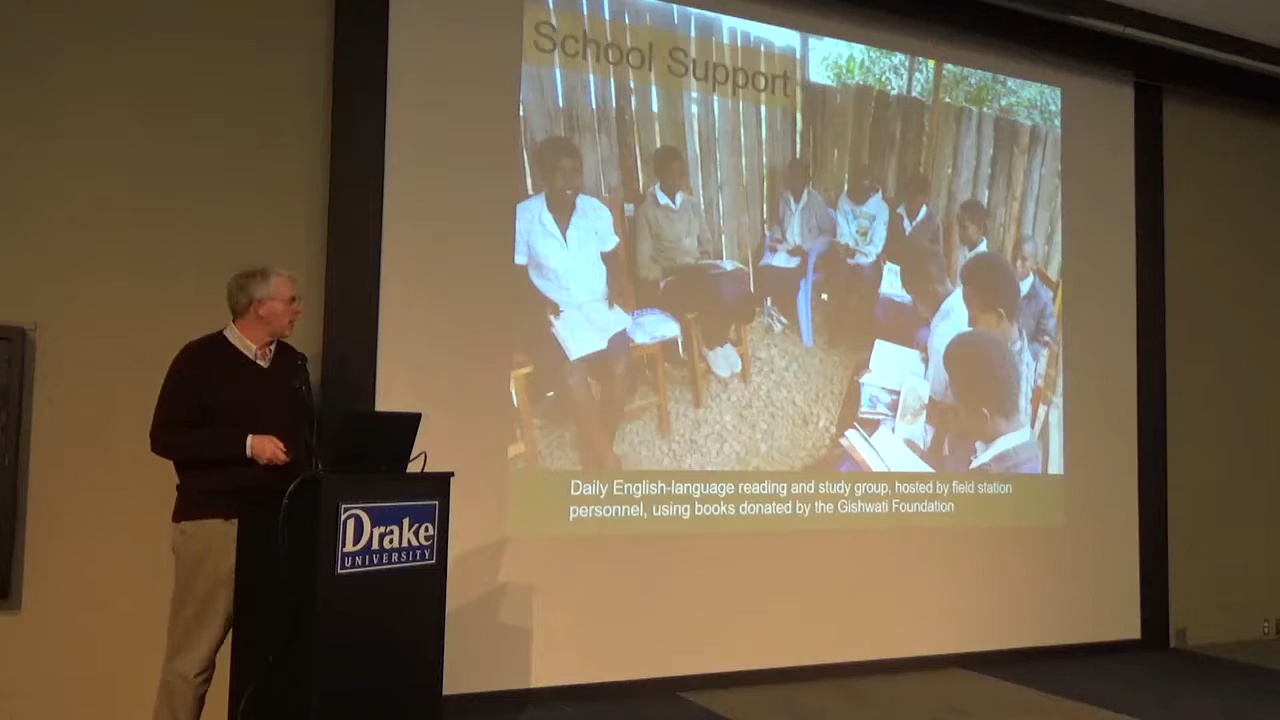 School Support
Daily English-language reading and study group, hosted by field station
personnel, using books donated by the Gishwati Foundation
Drake
UNIVERSITY